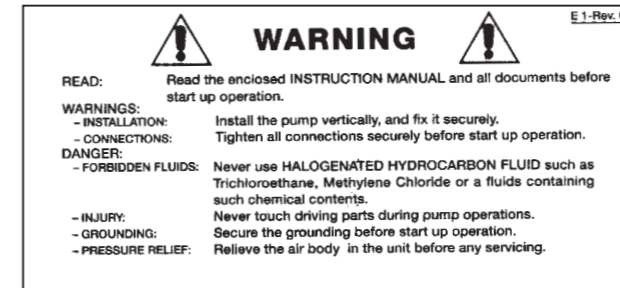 E 1-Rev.
WARNING
READ: Read the enclosed INSTRUCTION MANUAL and all documents before
start up operation.
WARNINGS:
– INSTALLATION: Install the pump vertically, and fix it securely.
– CONNECTIONS: Tighten all connections securely before start up operation.
DANGER:
– FORBIDDEN FLUIDS: Never use HALOGENATED HYDROCARBON FLUID such as
Trichloroethane, Methylene Chloride or a fluids containing
such chemical contents.
– INJURY: Never touch driving parts during pump operations.
– GROUNDING: Secure the grounding before start up operation.
– PRESSURE RELIEF: Relieve the air body in the unit before any servicing.